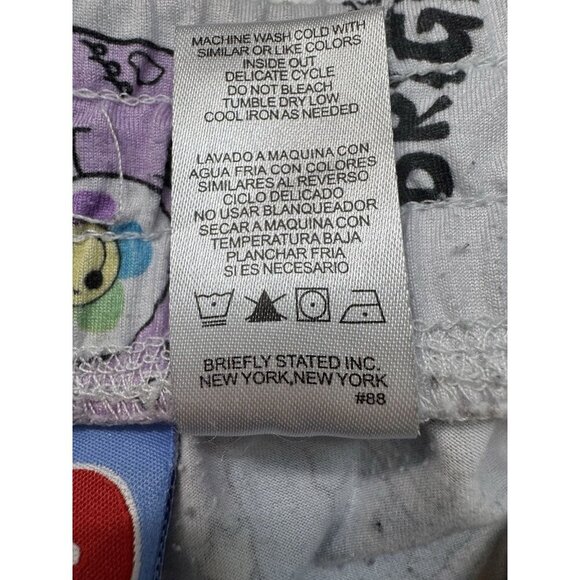 MACHINE WASH COLD WITH
SIMILAR OR LIKE COLORS
INSIDE OUT
DELICATE CYCLE
DO NOT BLEACH
TUMBLE DRY LOW
COOL IRON AS NEEDED
LAVADO A MAQUINA CON
AGUA FRIA CON COLORES
SIMILARES AL REVERSO
CICLO DELICADO
NO USAR BLANQUEADOR
SECAR A MAQUINA CON
TEMPERATURA BAJA
PLANCHAR FRIA
SI ES NECESARIO
BRIEFLY STATED INC.
NEW YORK,NEW YORK
#88